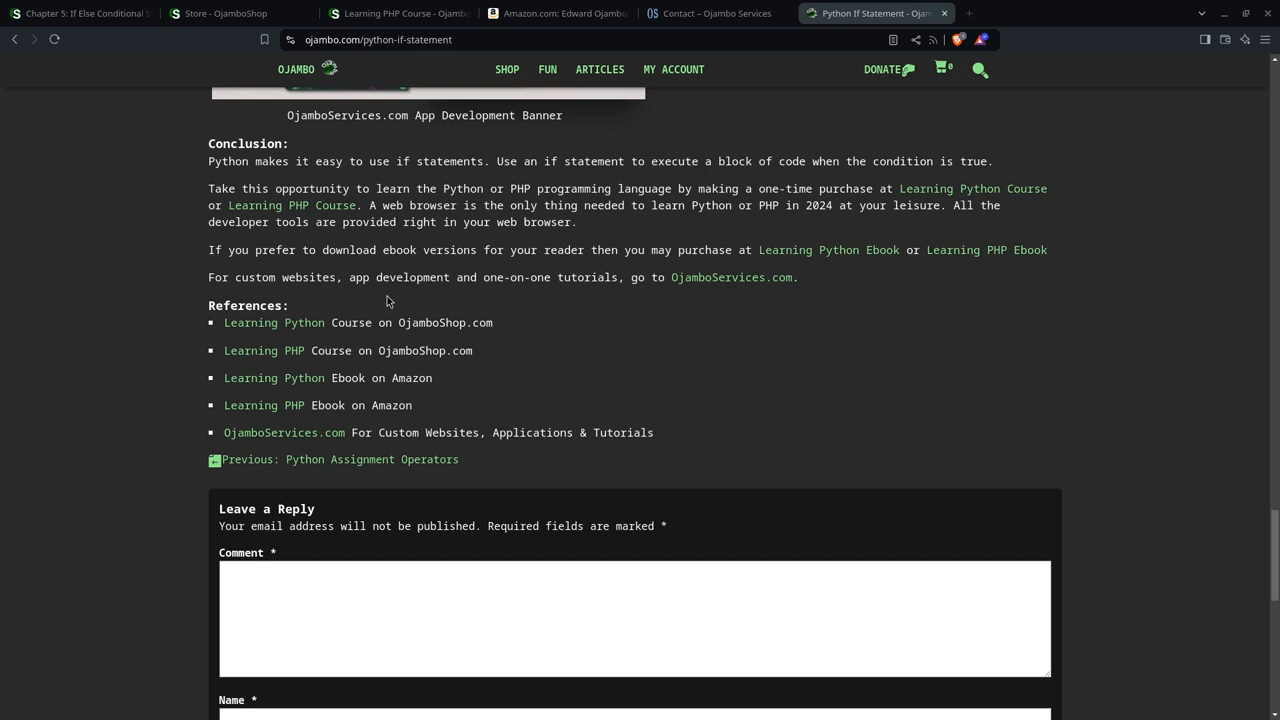 Chapter 5: If Else Conditional S
Store - OjamboShop
Learning PHP Course - Ojambo
Amazon.com: Edward Ojambo
Contact – Ojambo Services
Python If Statement - Ojam
ojambo.com/python-if-statement
OJAMBO
SHOP
FUN
ARTICLES
MY ACCOUNT
DONATE
0
OjamboServices.com App Development Banner
Conclusion:
Python makes it easy to use if statements. Use an if statement to execute a block of code when the condition is true.
Take this opportunity to learn the Python or PHP programming language by making a one-time purchase at Learning Python Course
or Learning PHP Course. A web browser is the only thing needed to learn Python or PHP in 2024 at your leisure. All the
developer tools are provided right in your web browser.
If you prefer to download ebook versions for your reader then you may purchase at Learning Python Ebook or Learning PHP Ebook
For custom websites, app development and one-on-one tutorials, go to OjamboServices.com.
References:
Learning Python Course on OjamboShop.com
Learning PHP Course on OjamboShop.com
Learning Python Ebook on Amazon
Learning PHP Ebook on Amazon
OjamboServices.com For Custom Websites, Applications & Tutorials
Previous: Python Assignment Operators
Leave a Reply
Your email address will not be published. Required fields are marked *
Comment *
Name *